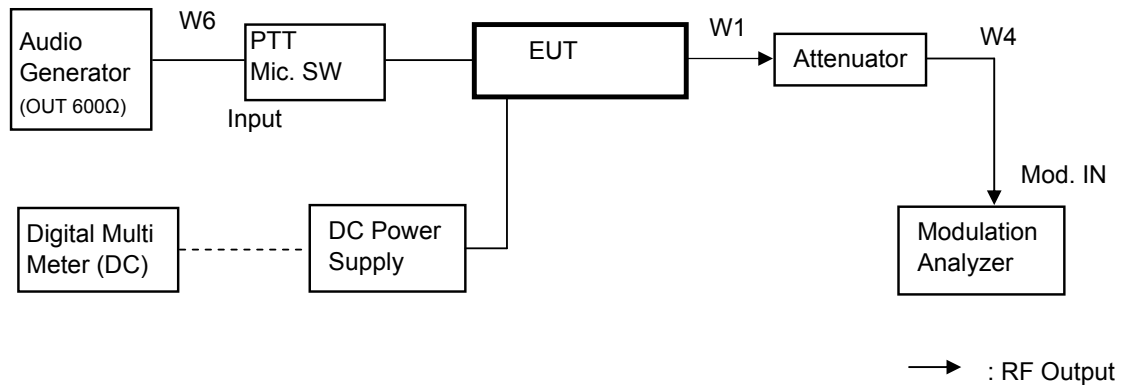 W6
Audio
Generator
(OUT 600Ω)
PTT
Mic. SW
Input
EUT
W1
Attenuator
W4
Mod. IN
Digital Multi
Meter (DC)
DC Power
Supply
Modulation
Analyzer
: RF Output